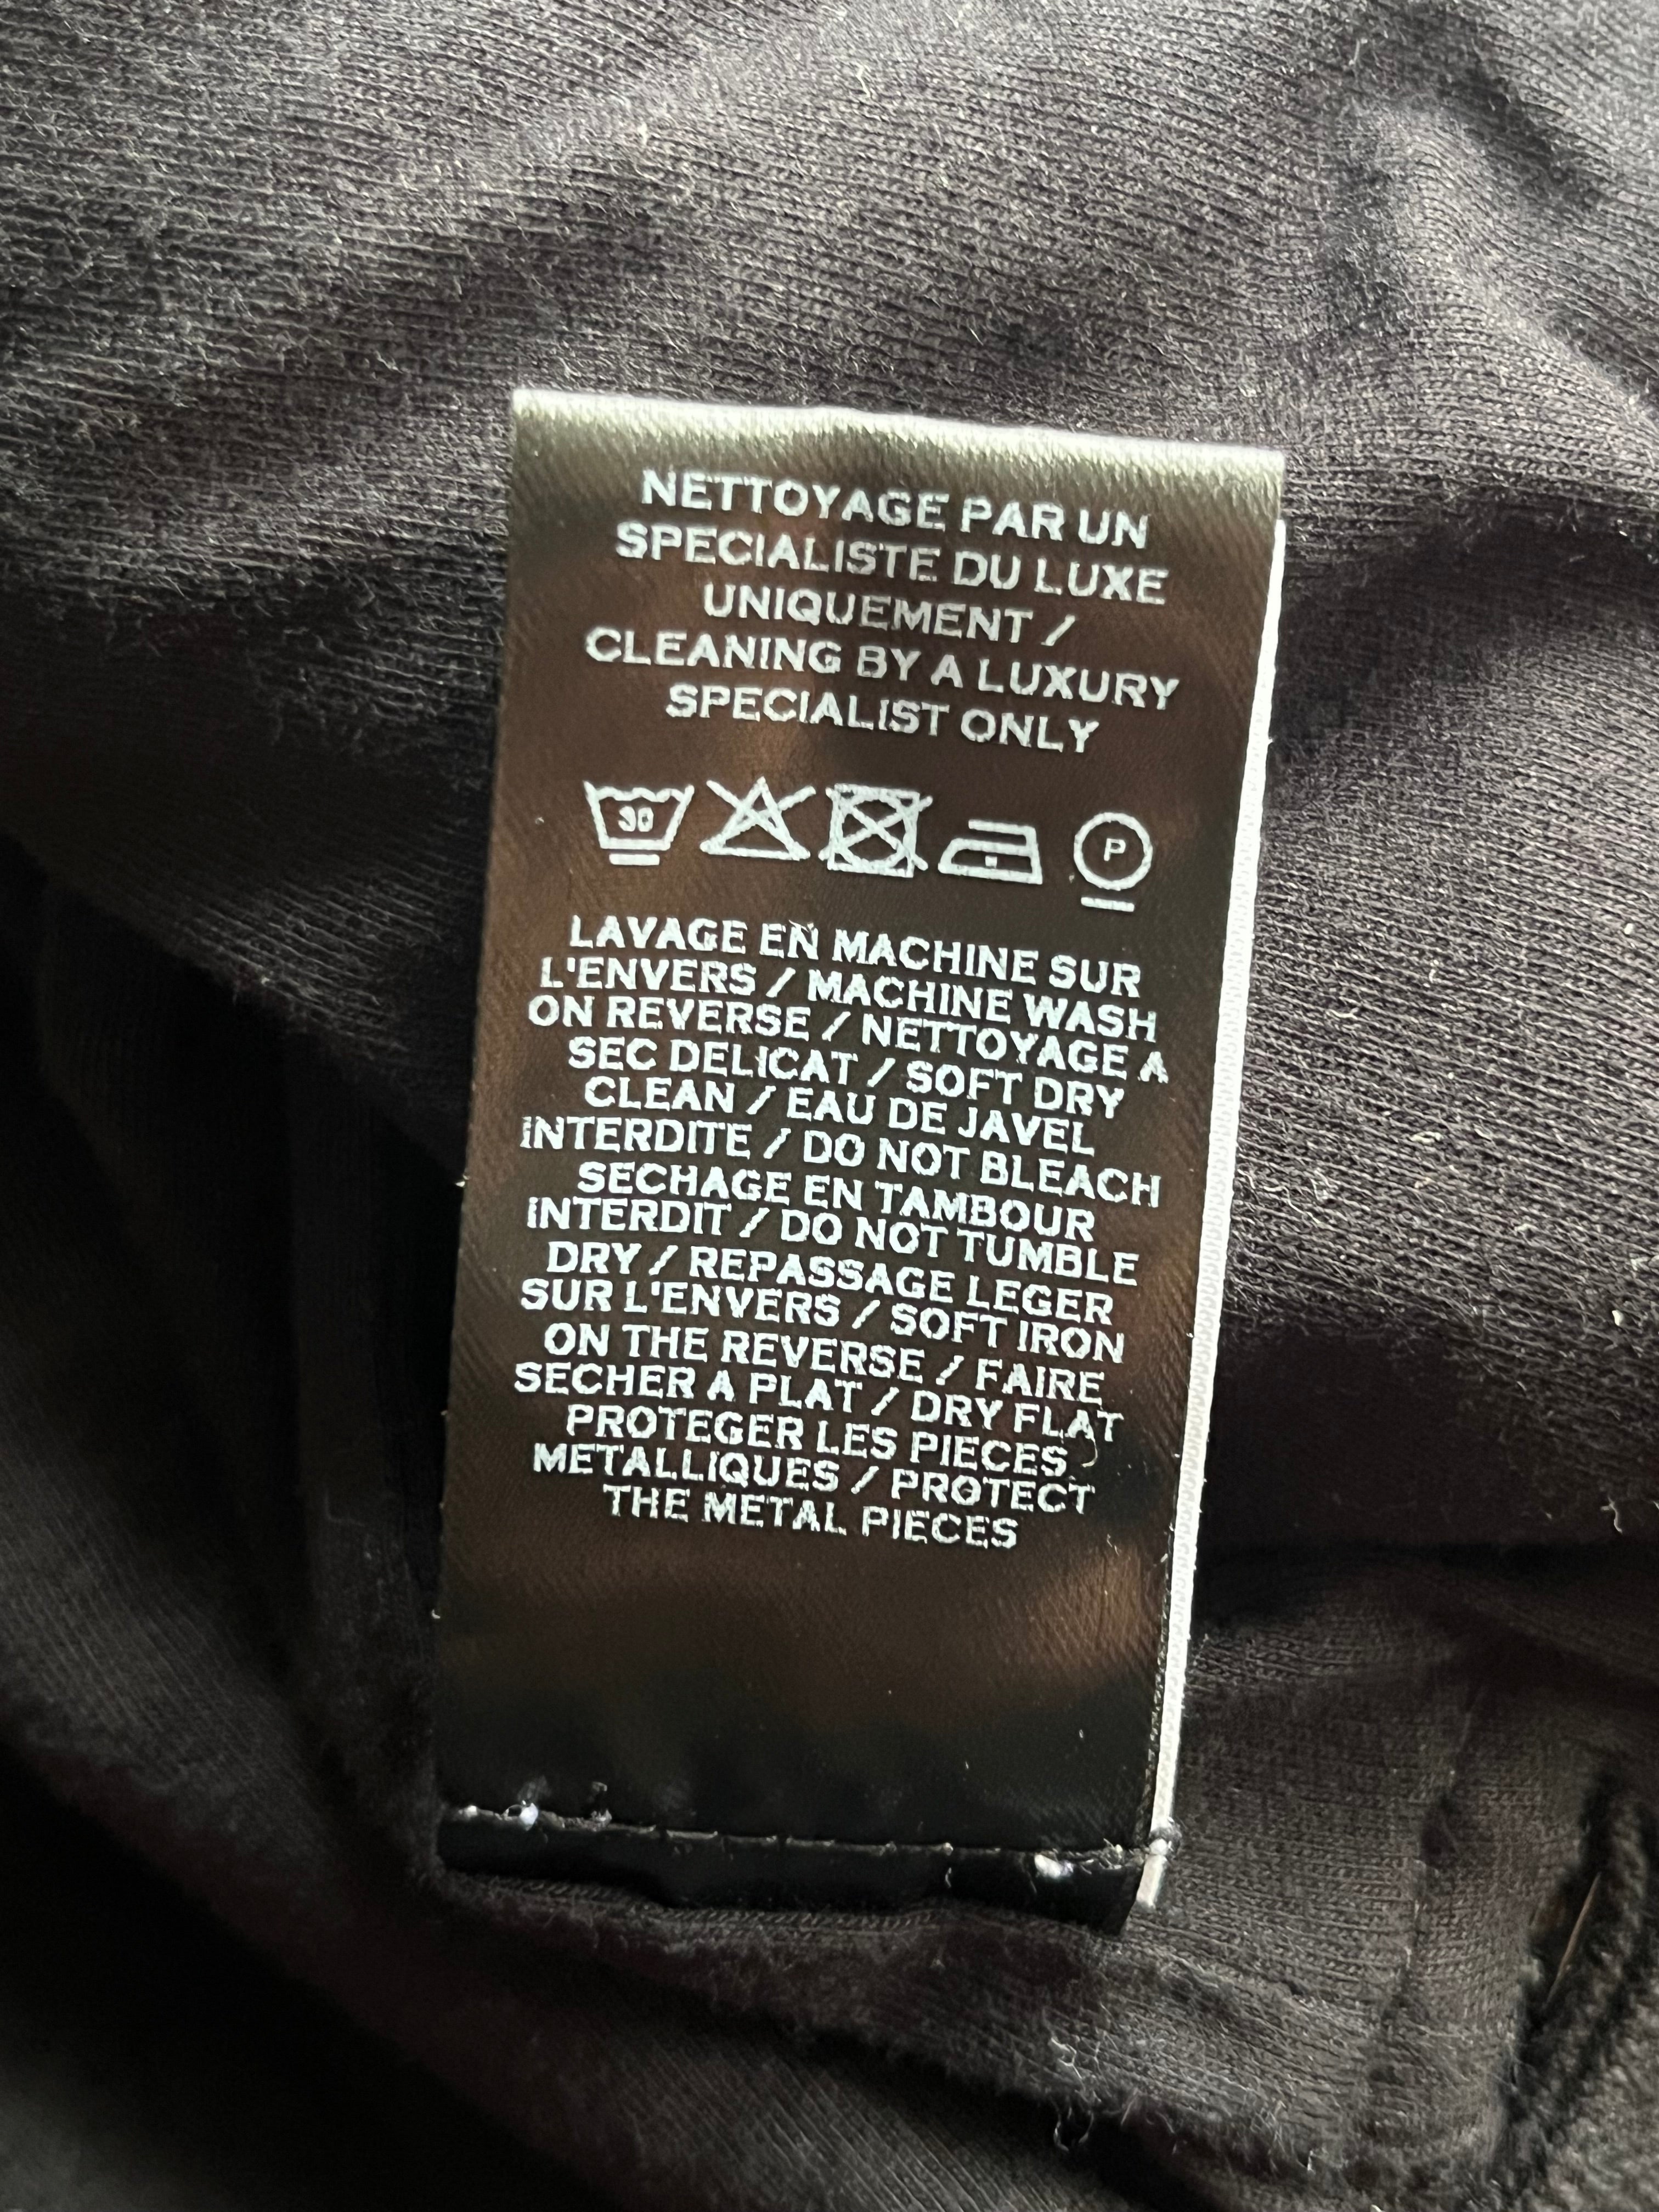 NETTOYAGE PAR UN
SPECIALISTE DU LUXE
UNIQUEMENT /
CLEANING BY A LUXURY
SPECIALIST ONLY
30 P
LAVAGE EN MACHINE SUR
L'ENVERS / MACHINE WASH
ON REVERSE / NETTOYAGE A
SEC DELICAT / SOFT DRY
CLEAN / EAU DE JAVEL
INTERDITE / DO NOT BLEACH
SECHAGE EN TAMBOUR
INTERDIT / DO NOT TUMBLE
DRY / REPASSAGE LEGER
SUR L'ENVERS / SOFT IRON
ON THE REVERSE / FAIRE
SECHER A PLAT / DRY FLAT
PROTEGER LES PIECES
METALLIQUES / PROTECT
THE METAL PIECES